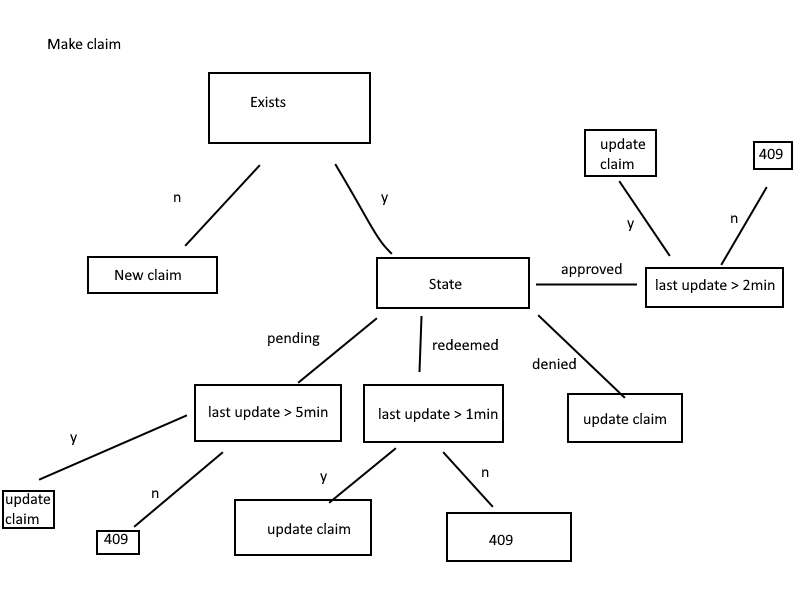 Make claim
Exists
n
y
New claim
State
approved
last update > 2min
y
n
update
claim
409
pending
redeemed
denied
last update > 5min
last update > 1min
update claim
y
n
y
n
update
claim
409
update claim
409